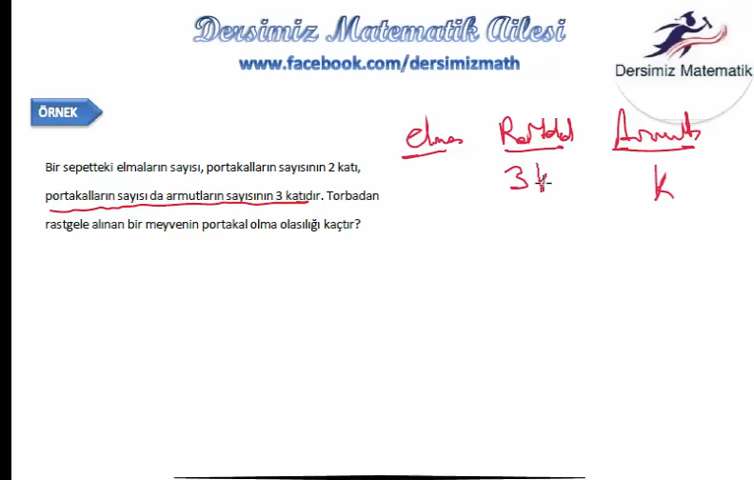 Dersimiz Matematik Ailesi
www.facebook.com/dersimizmath
Dersimiz Matematik
ÖRNEK
elma Portakal Armut
Bir sepetteki elmaların sayısı, portakalların sayısının 2 katı,
3k k
portakalların sayısı da armutların sayısının 3 katıdır. Torbadan
rastgele alınan bir meyvenin portakal olma olasılığı kaçtır?